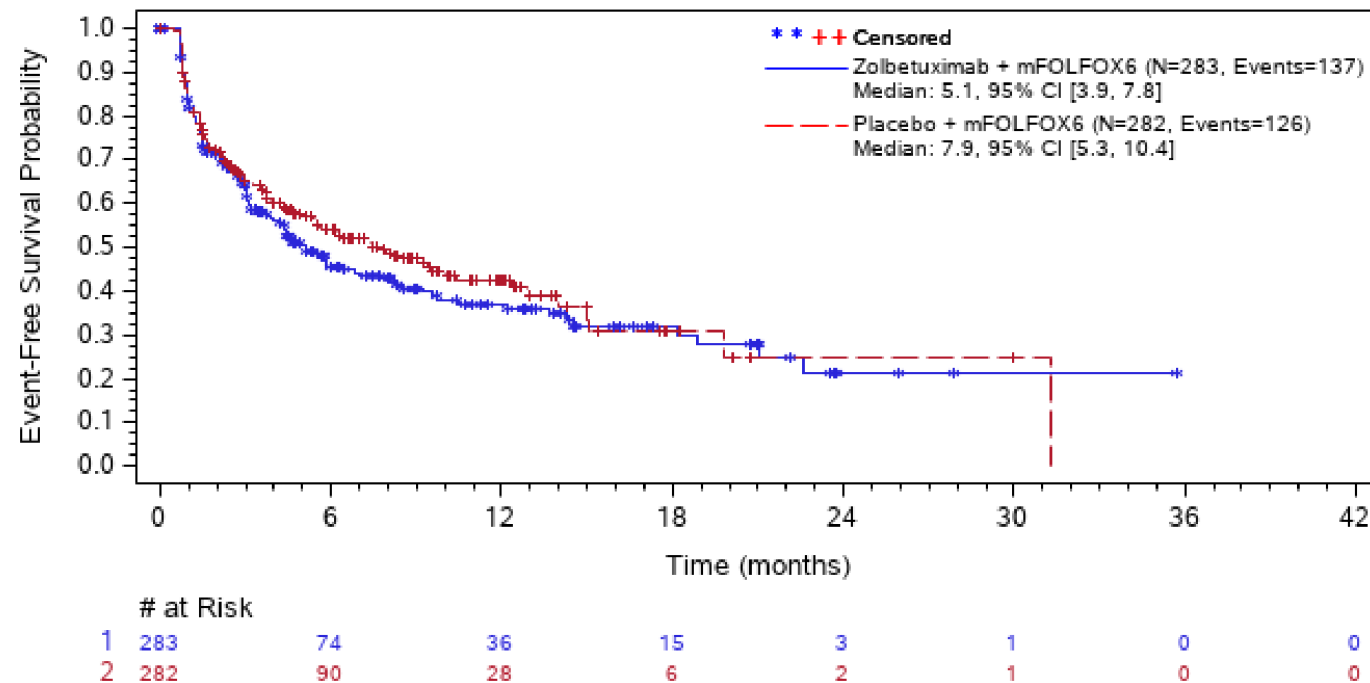 Event-Free Survival Probability
1.0
0.9
0.8
0.7
0.6
0.5
0.4
0.3
0.2
0.1
0.0
Censored
Zolbetuximab + mFOLFOX6 (N=283, Events=137)
Median: 5.1, 95% CI [3.9, 7.8]
Placebo + mFOLFOX6 (N=282, Events=126)
Median: 7.9, 95% CI [5.3, 10.4]
0 6 12 18 24 30 36 42
Time (months)
# at Risk
1 283 74 36 15 3 1 0 0
2 282 90 28 6 2 1 0 0